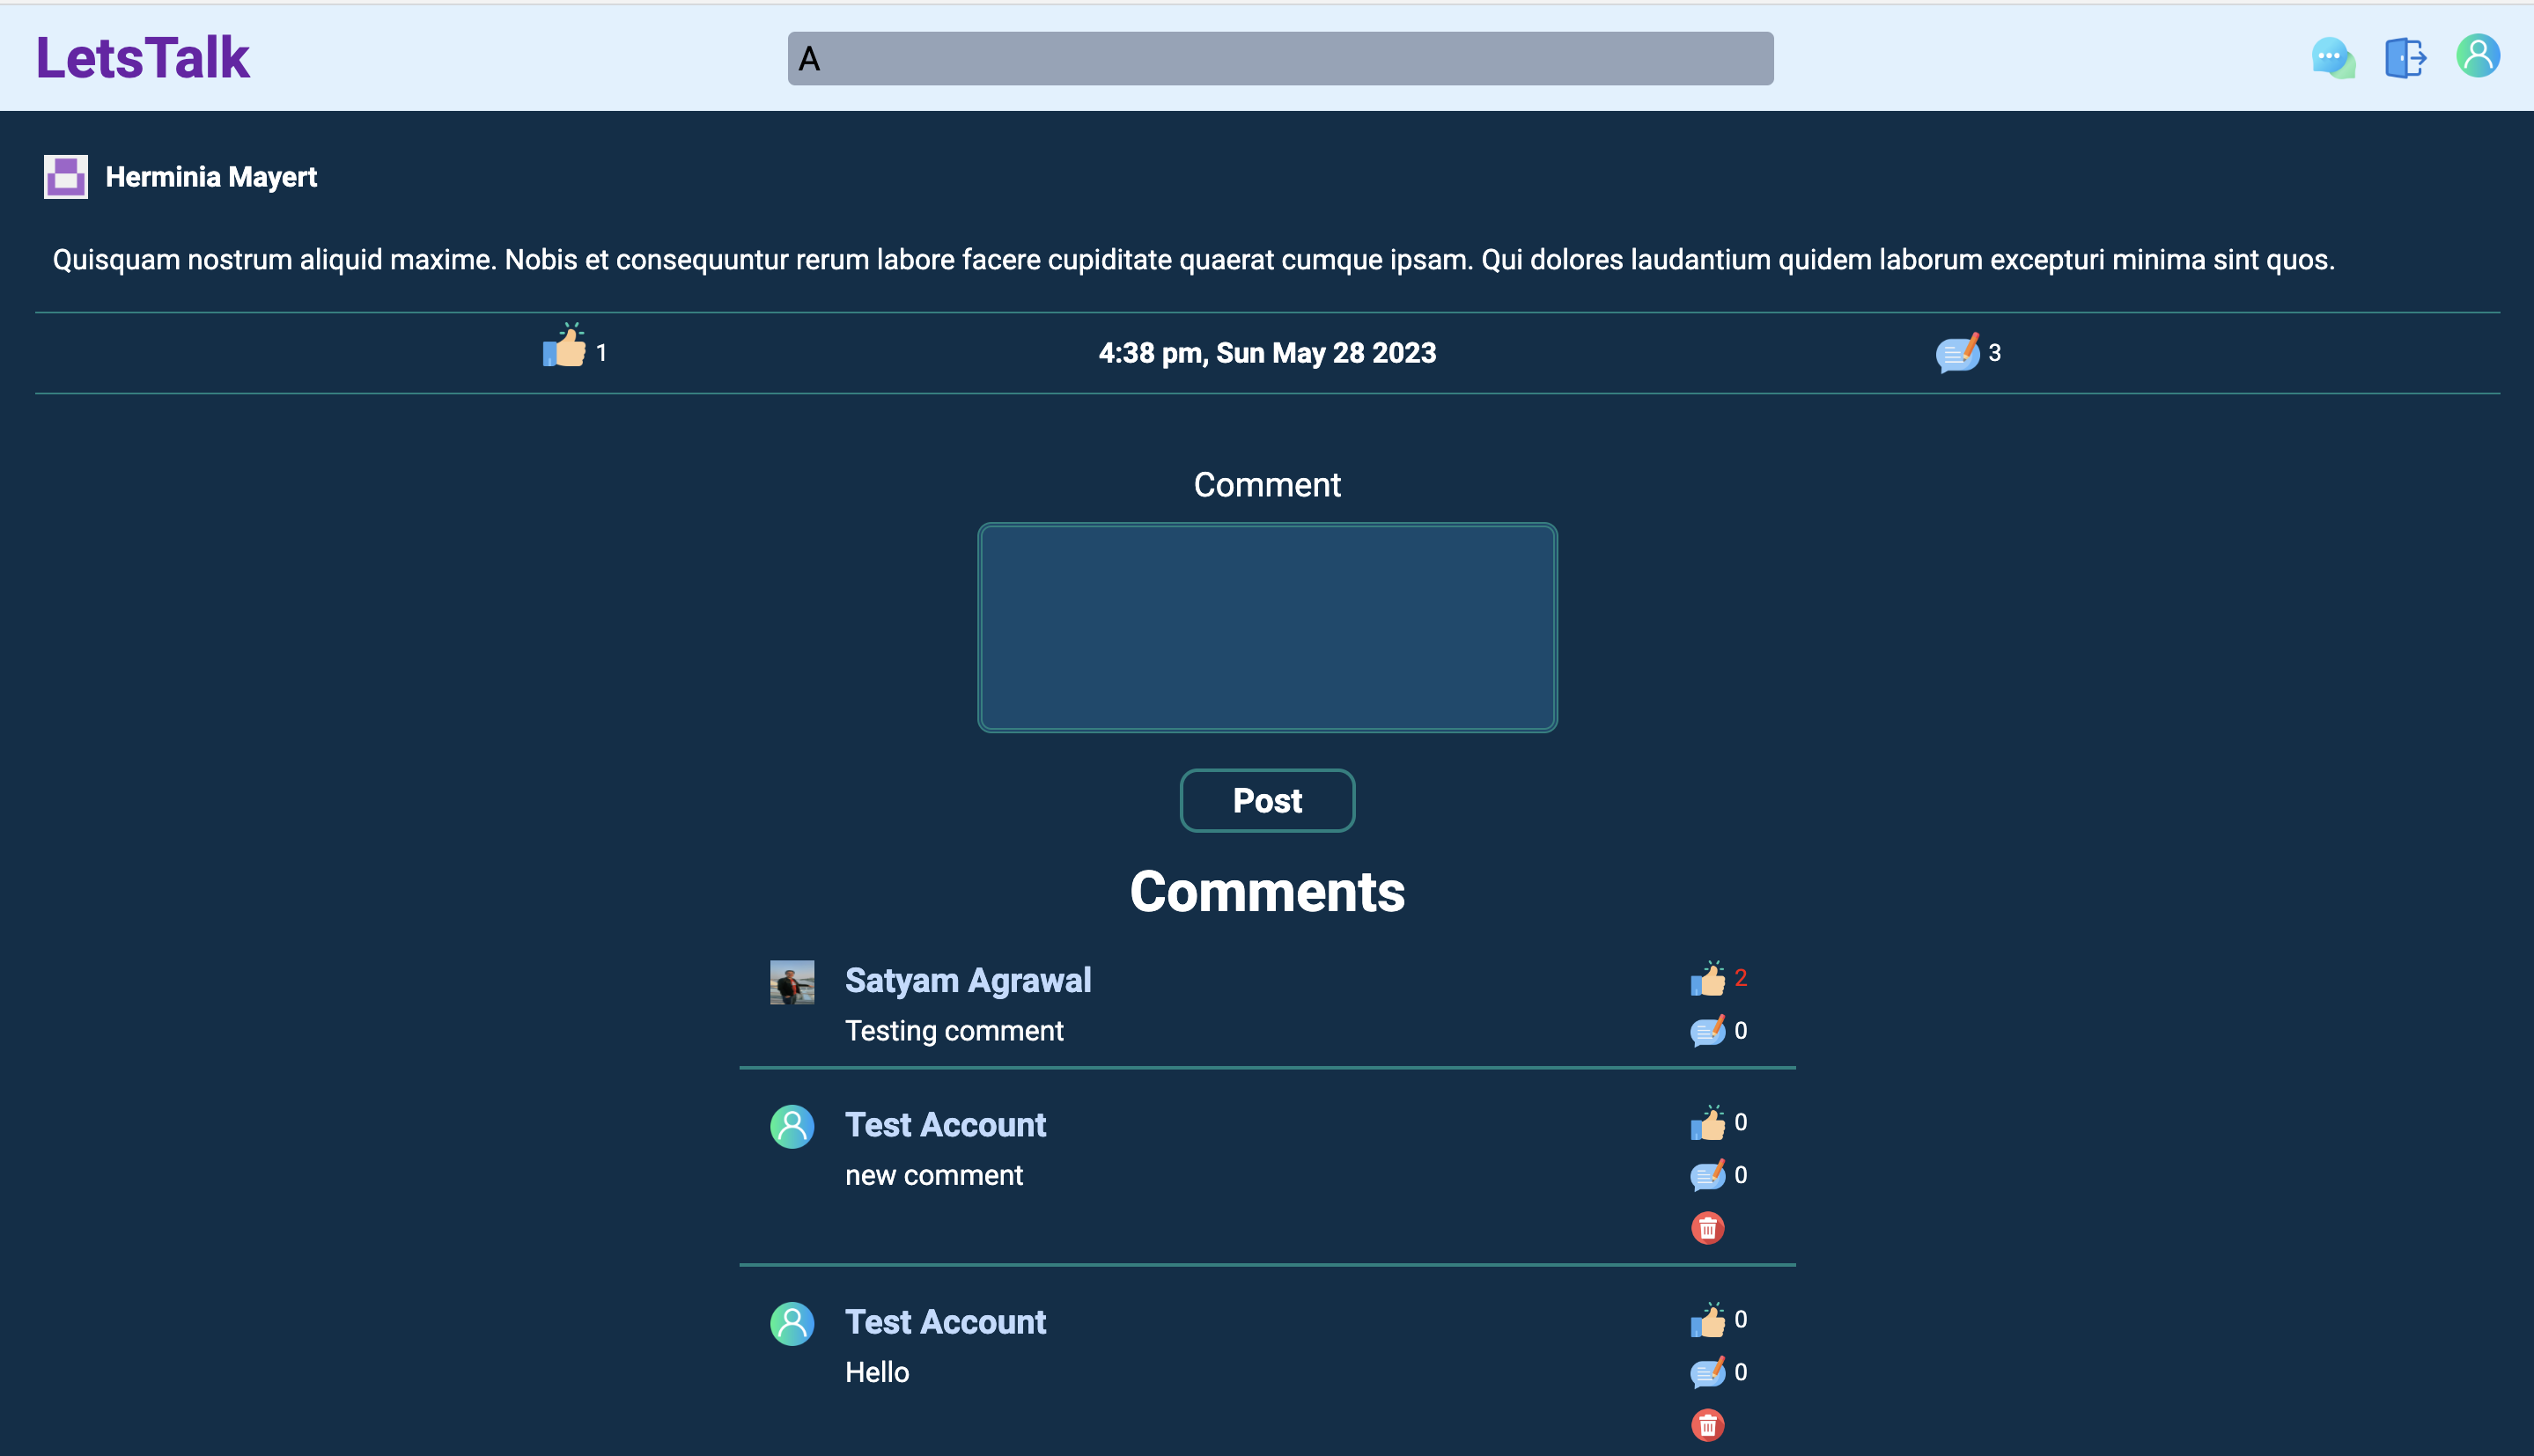 LetsTalk
A
Herminia Mayert
Quisquam nostrum aliquid maxime. Nobis et consequuntur rerum labore facere cupiditate quaerat cumque ipsam. Qui dolores laudantium quidem laborum excepturi minima sint quos.
1
4:38 pm, Sun May 28 2023
3
Comment
Post
Comments
Satyam Agrawal
2
Testing comment
0
Test Account
0
new comment
0
Test Account
0
Hello
0